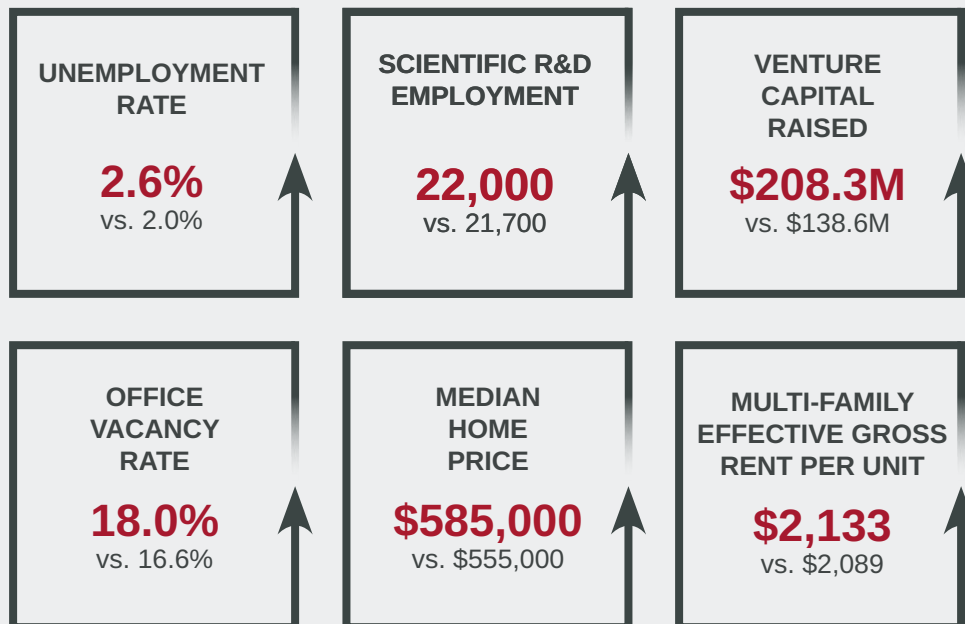 UNEMPLOYMENT
RATE
2.6%
vs. 2.0%
SCIENTIFIC R&D
EMPLOYMENT
22,000
vs. 21,700
VENTURE
CAPITAL
RAISED
$208.3M
vs. $138.6M
OFFICE
VACANCY
RATE
18.0%
vs. 16.6%
MEDIAN
HOME
PRICE
$585,000
vs. $555,000
MULTI-FAMILY
EFFECTIVE GROSS
RENT PER UNIT
$2,133
vs. $2,089